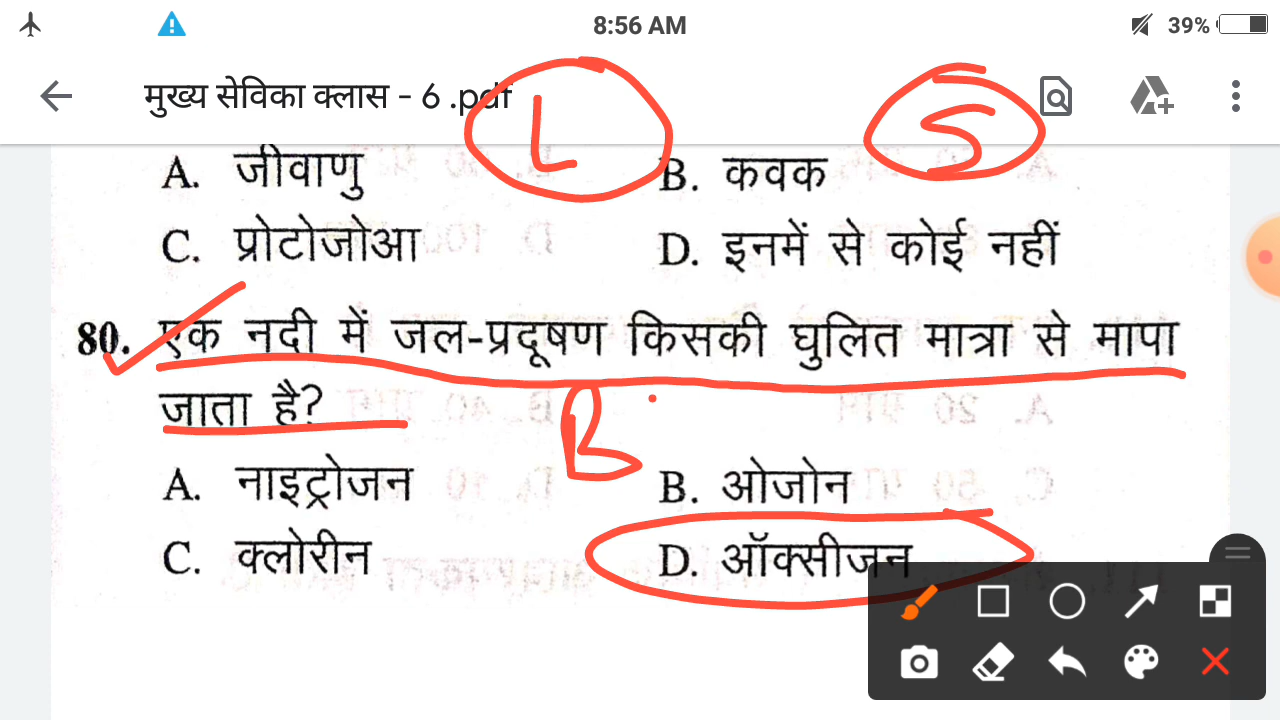 8:56 AM
39%
मुख्य सेविका क्लास - 6 .pdf
L
S
A. जीवाणु
B. कवक
C. प्रोटोजोआ
D. इनमें से कोई नहीं
80. एक नदी में जल-प्रदूषण किसकी घुलित मात्रा से मापा
जाता है?
B
A. नाइट्रोजन
B. ओजोन
C. क्लोरीन
D. ऑक्सीजन